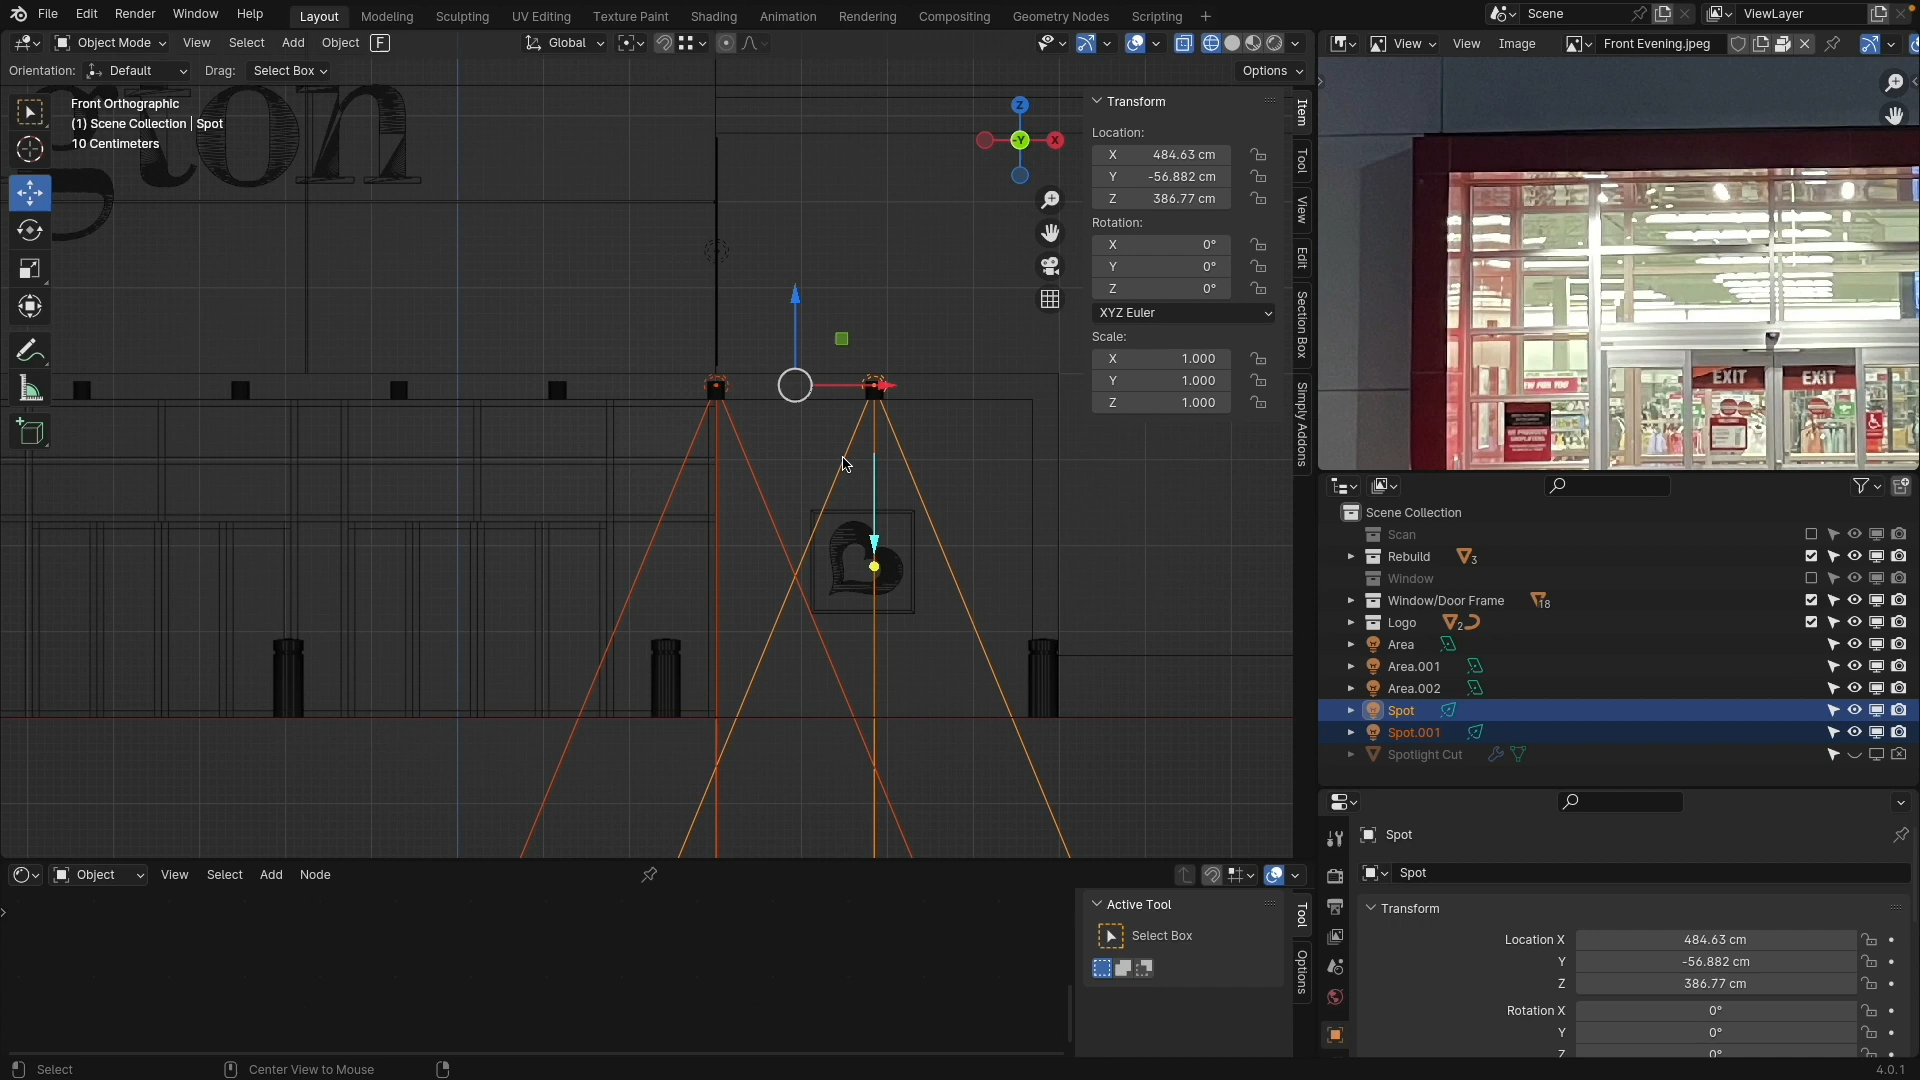 File Edit Render Window Help Layout Modeling Sculpting UV Editing Texture Paint Shading Animation Rendering Compositing Geometry Nodes Scripting + Scene ViewLayer
Object Mode View Select Add Object F Global View View Image Front Evening.jpeg
Orientation: Default Drag: Select Box Options
Front Orthographic
(1) Scene Collection | Spot
10 Centimeters
gton
Z
-Y
X
Transform
Location:
X 484.63 cm
Y -56.882 cm
Z 386.77 cm
Rotation:
X 0°
Y 0°
Z 0°
XYZ Euler
Scale:
X 1.000
Y 1.000
Z 1.000
Item
Tool
View
Edit
Section Box
Simply Addons
EXIT EXIT
Scene Collection
Scan
Rebuild 3
Window
Window/Door Frame 18
Logo 2
Area
Area.001
Area.002
Spot
Spot.001
Spotlight Cut
Spot
Spot
Transform
Location X 484.63 cm
Y -56.882 cm
Z 386.77 cm
Rotation X 0°
Y 0°
Z 0°
Object View Select Add Node
Active Tool
Select Box
Tool
Options
Select Center View to Mouse 4.0.1